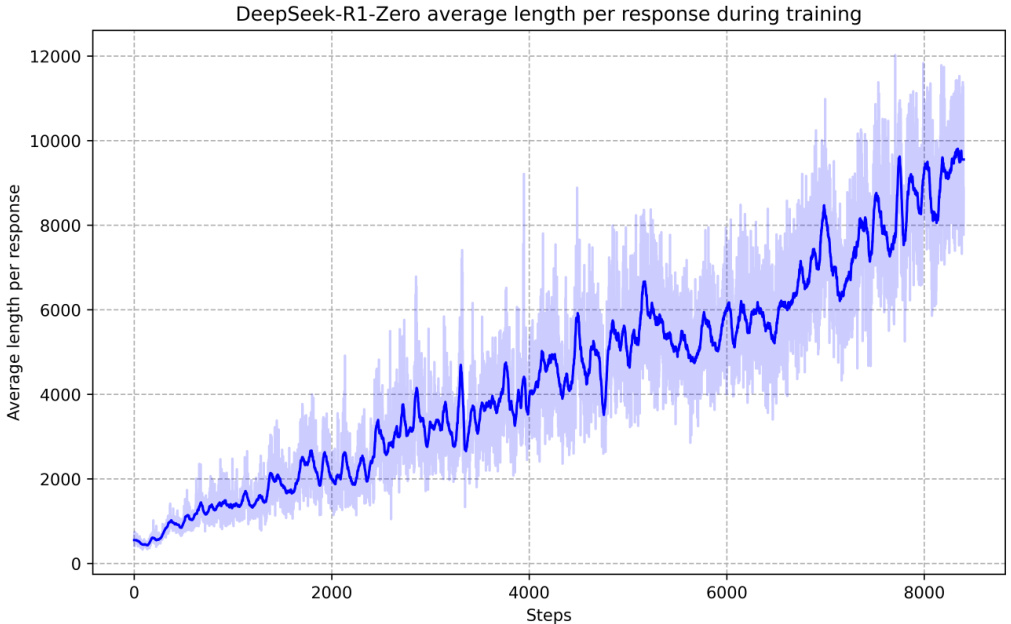 DeepSeek-R1-Zero average length per response during training
Average length per response
12000
10000
8000
6000
4000
2000
0
0 2000 4000 6000 8000
Steps